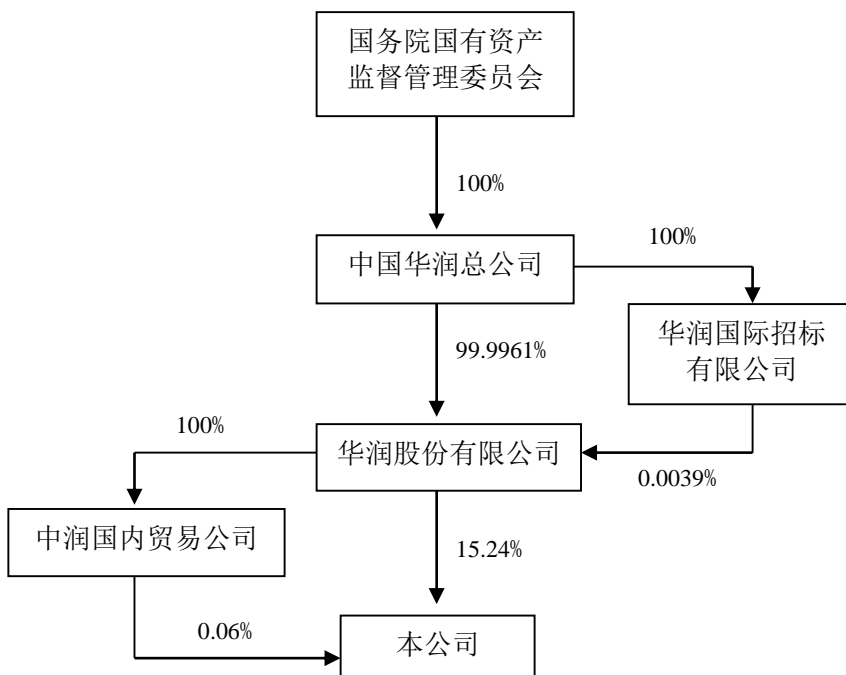 国务院国有资产
监督管理委员会
100%
中国华润总公司
100%
华润国际招标
有限公司
99.9961%
100%
华润股份有限公司
0.0039%
中润国内贸易公司
15.24%
0.06%
本公司